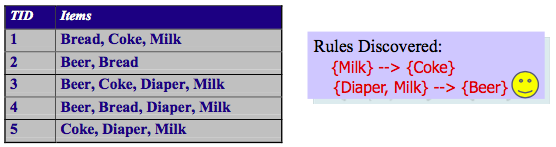 TID Items
1 Bread, Coke, Milk
2 Beer, Bread
3 Beer, Coke, Diaper, Milk
4 Beer, Bread, Diaper, Milk
5 Coke, Diaper, Milk
Rules Discovered:
{Milk} --> {Coke}
{Diaper, Milk} --> {Beer}